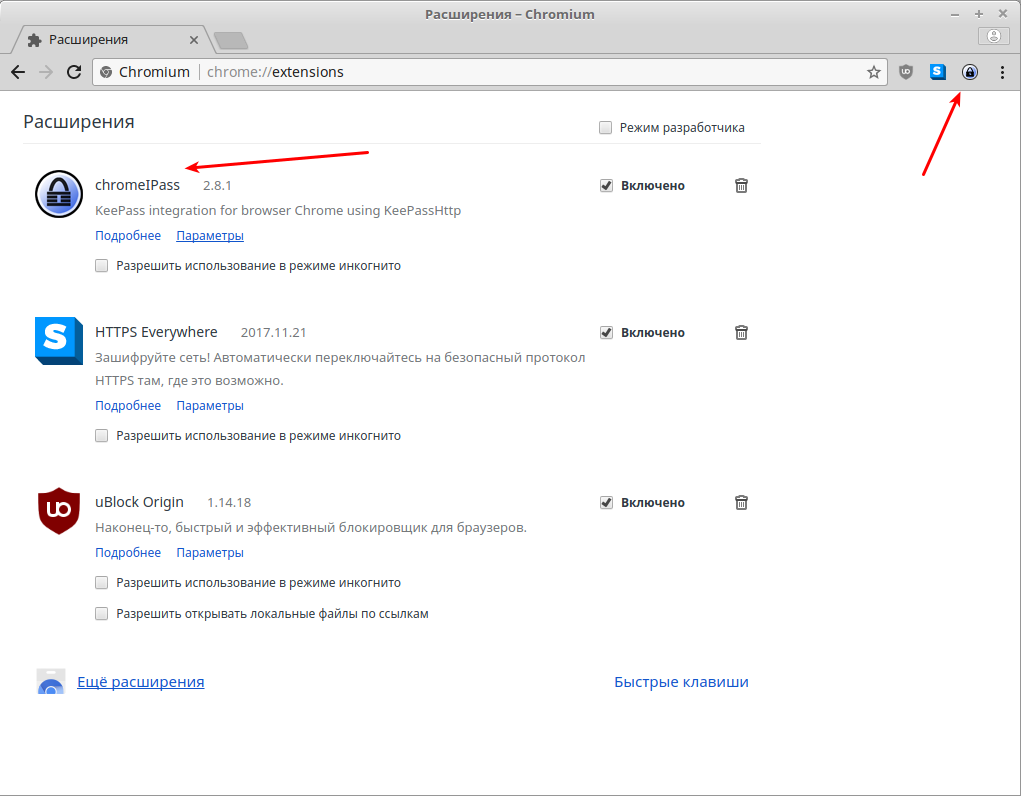 Расширения – Chromium
Расширения
Chromium chrome://extensions
UO S
Расширения
Режим разработчика
chromeIPass 2.8.1
Включено
KeePass integration for browser Chrome using KeePassHttp
Подробнее Параметры
Разрешить использование в режиме инкогнито
S
HTTPS Everywhere 2017.11.21
Включено
Зашифруйте сеть! Автоматически переключайтесь на безопасный протокол
HTTPS там, где это возможно.
Подробнее Параметры
Разрешить использование в режиме инкогнито
UO
uBlock Origin 1.14.18
Включено
Наконец-то, быстрый и эффективный блокировщик для браузеров.
Подробнее Параметры
Разрешить использование в режиме инкогнито
Разрешить открывать локальные файлы по ссылкам
Ещё расширения
Быстрые клавиши